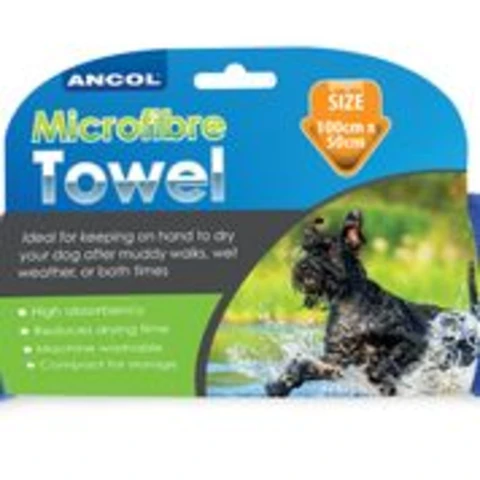 ANCOL
Microfibre
Towel
SIZE
100cm x
50cm
Ideal for keeping on hand to dry
your dog after muddy walks, wet
weather, or bath times
High absorbency
Reduces drying time
Machine washable
Compact for storage